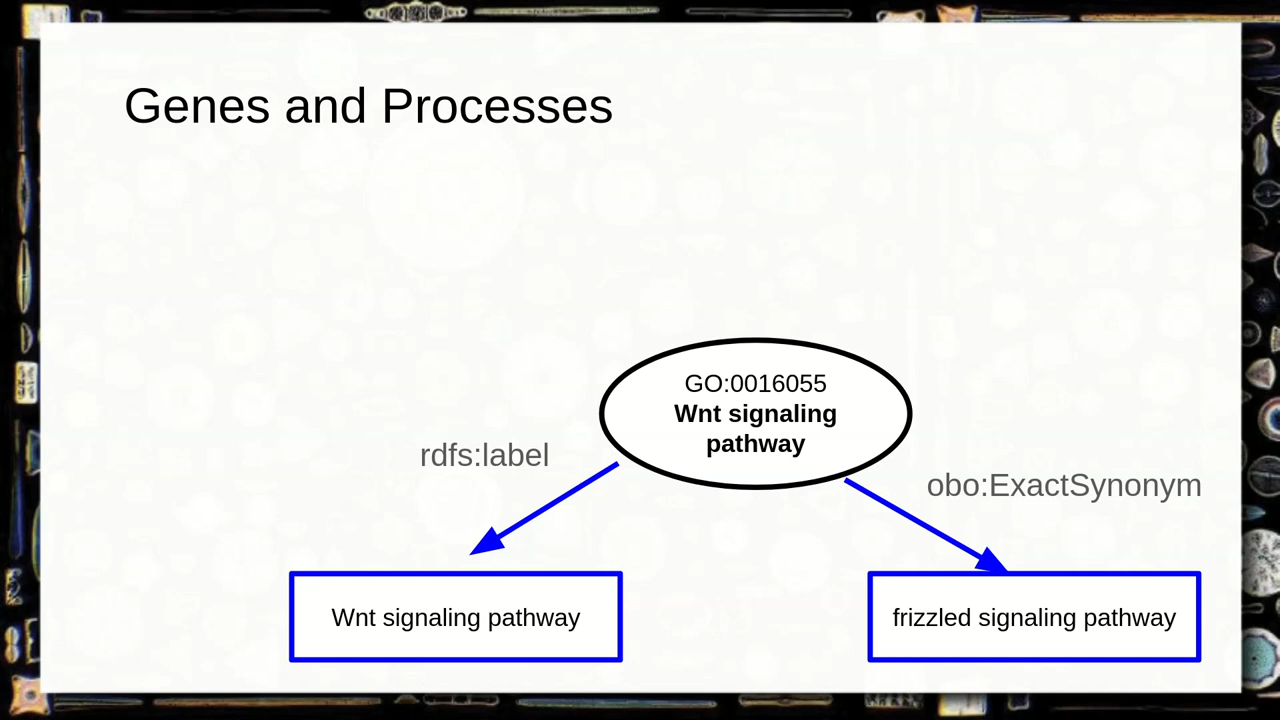 Genes and Processes
GO:0016055
Wnt signaling
pathway
rdfs:label
obo:ExactSynonym
Wnt signaling pathway
frizzled signaling pathway